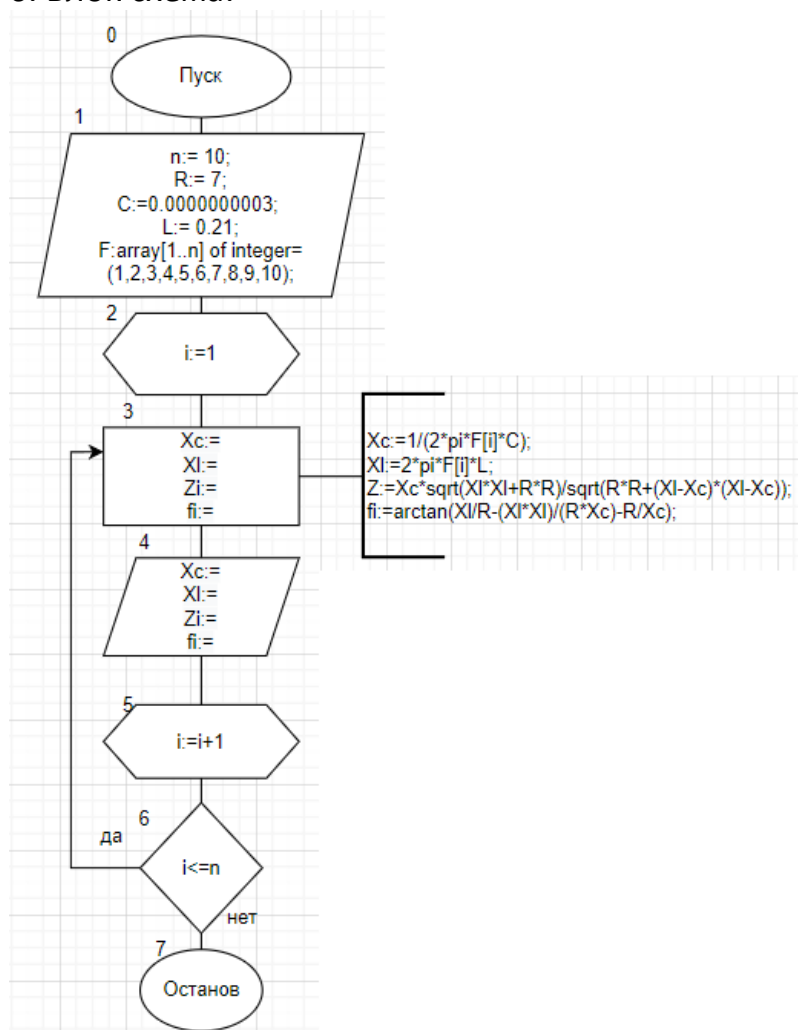 0
Пуск
1
n:= 10;
R:= 7;
C:=0.0000000003;
L:= 0.21;
F:array[1..n] of integer=
(1,2,3,4,5,6,7,8,9,10);
2
i:=1
3
Xc:=
Xl:=
Zi:=
fi:=
Xc:=1/(2*pi*F[i]*C);
Xl:=2*pi*F[i]*L;
Z:=Xc*sqrt(Xl*Xl+R*R)/sqrt(R*R+(Xl-Xc)*(Xl-Xc));
fi:=arctan(Xl/R-(Xl*Xl)/(R*Xc)-R/Xc);
4
Xc:=
Xl:=
Zi:=
fi:=
5
i:=i+1
6
да
i<=n
нет
7
Останов